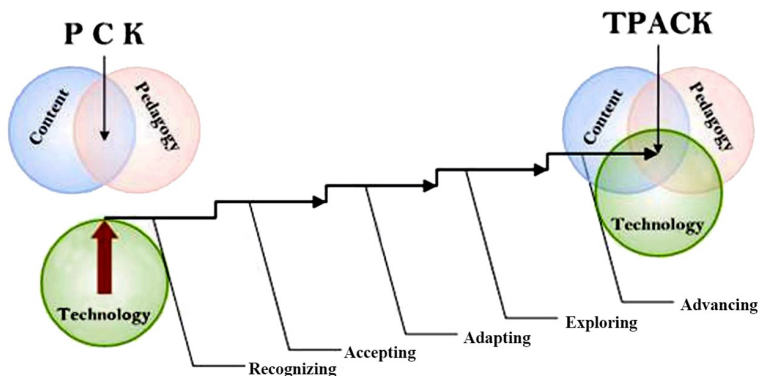 P C K
TPACK
Content
Pedagogy
Content
Pedagogy
Technology
Technology
Recognizing
Accepting
Adapting
Exploring
Advancing